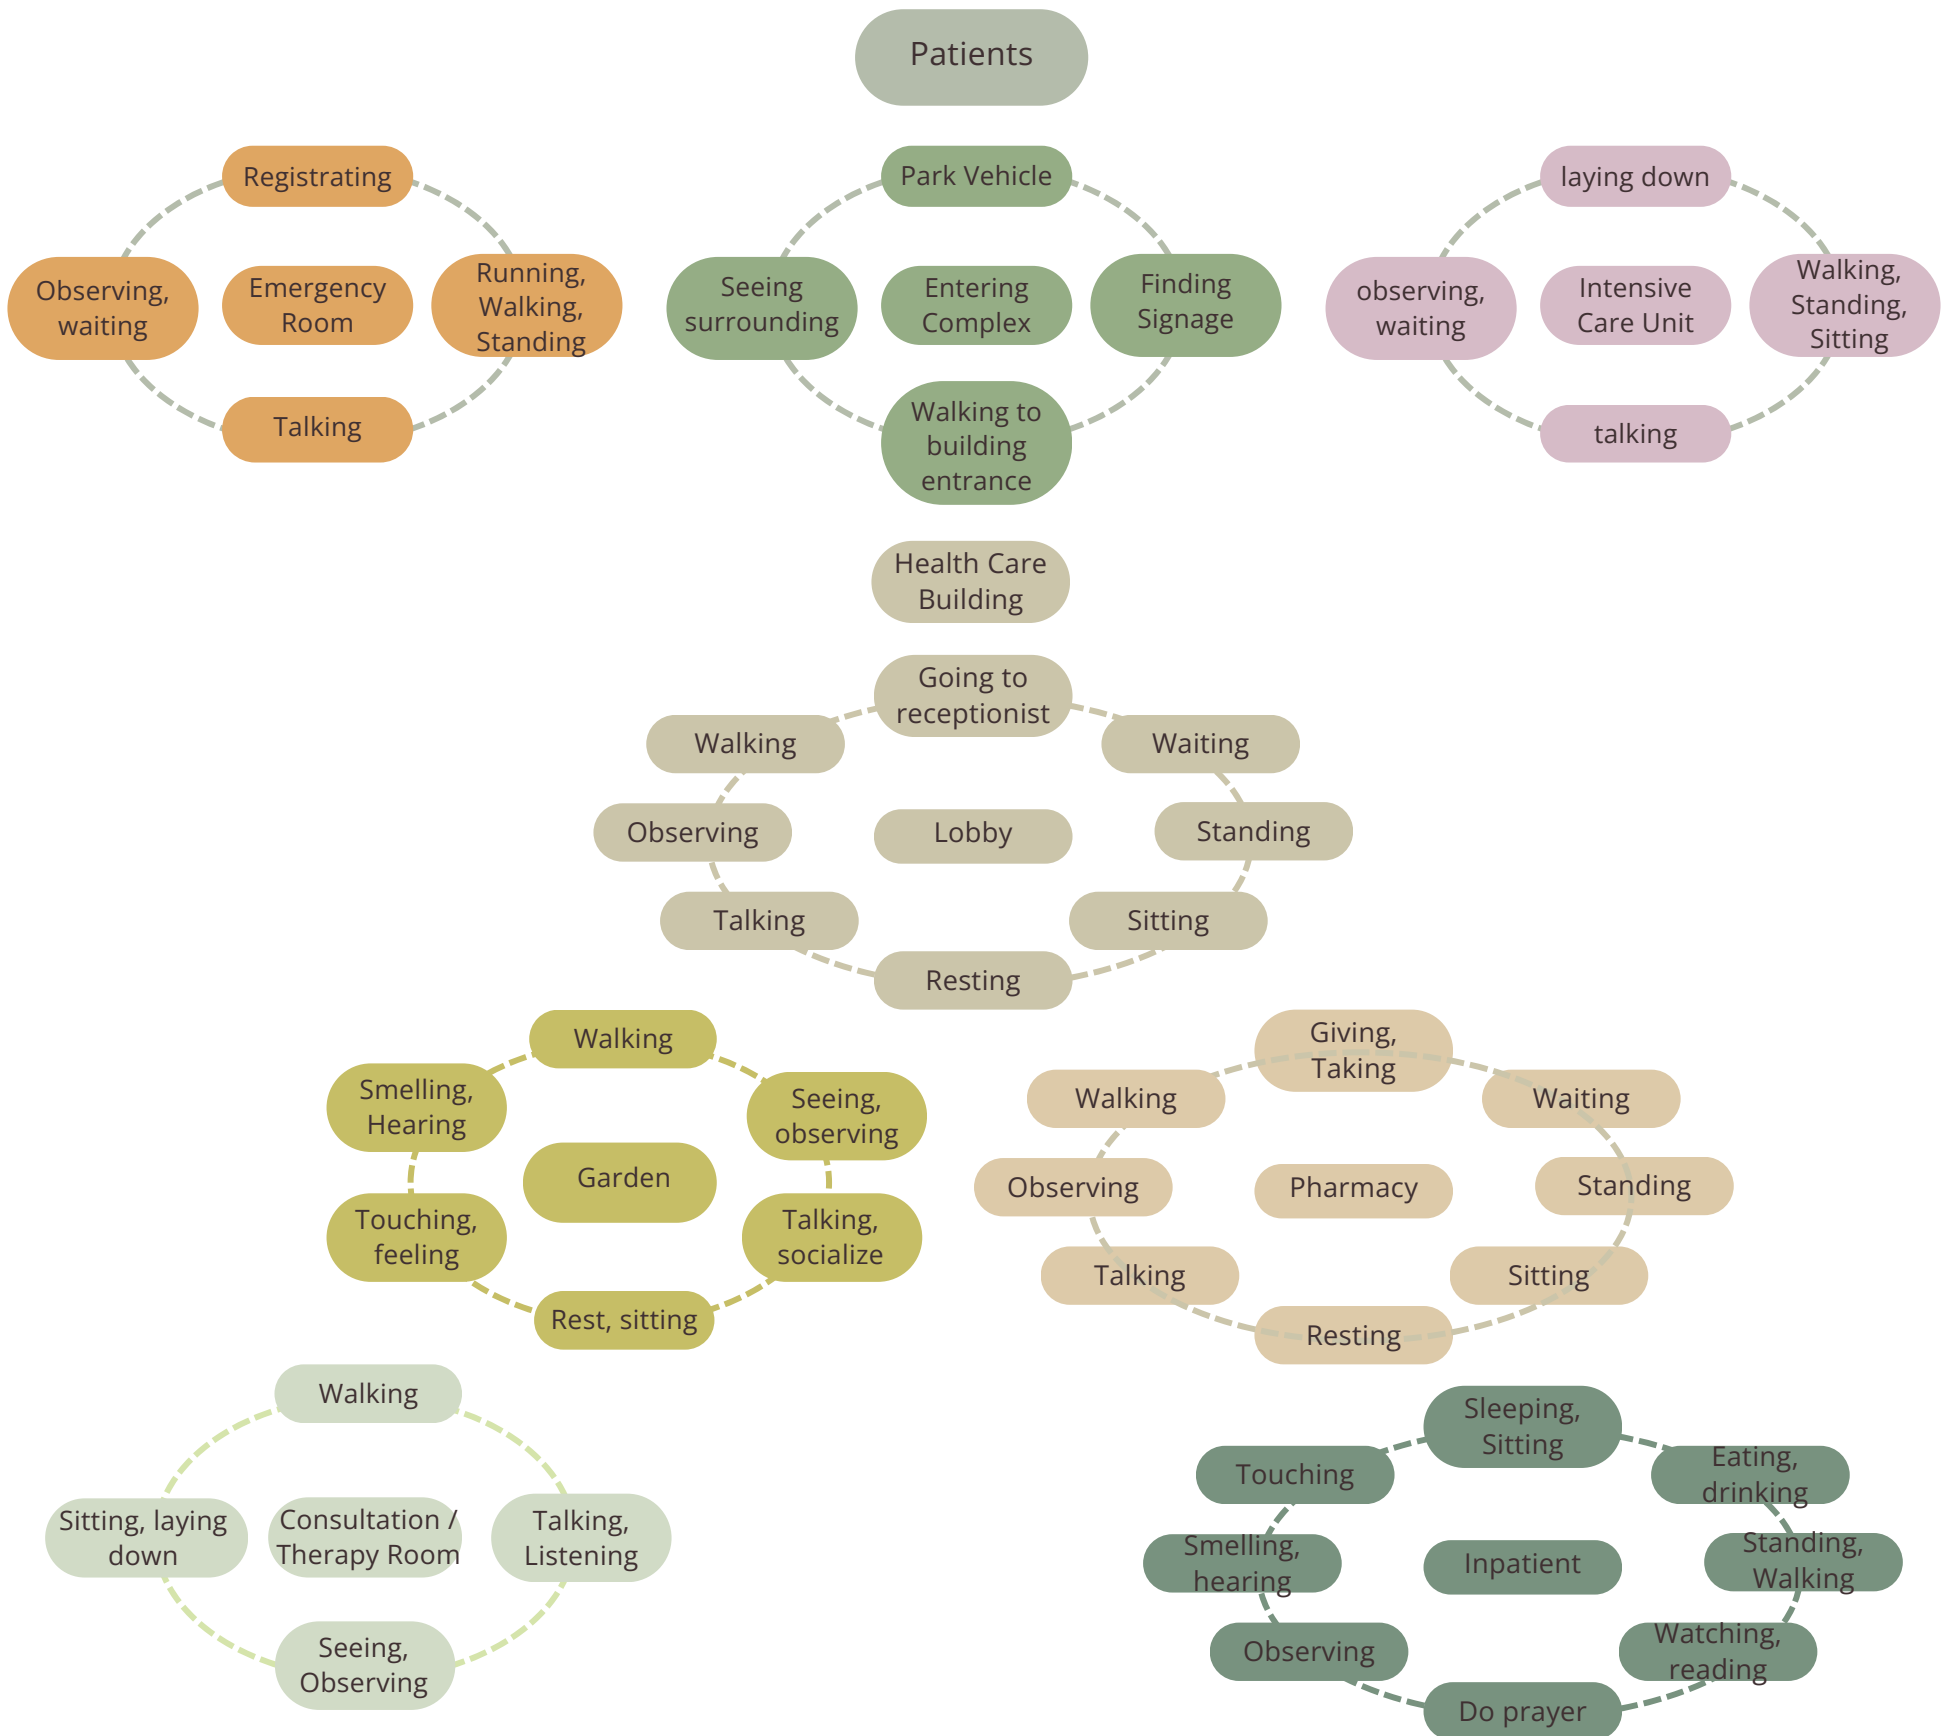 Patients
Registrating
Observing,
waiting
Emergency
Room
Running,
Walking,
Standing
Talking
Park Vehicle
Seeing
surrounding
Entering
Complex
Finding
Signage
Walking to
building
entrance
laying down
observing,
waiting
Intensive
Care Unit
Walking,
Standing,
Sitting
talking
Health Care
Building
Going to
receptionist
Walking
Waiting
Observing
Lobby
Standing
Talking
Sitting
Resting
Walking
Smelling,
Hearing
Seeing,
observing
Garden
Touching,
feeling
Talking,
socialize
Rest, sitting
Giving,
Taking
Walking
Waiting
Observing
Pharmacy
Standing
Talking
Sitting
Resting
Walking
Sitting, laying
down
Consultation /
Therapy Room
Talking,
Listening
Seeing,
Observing
Sleeping,
Sitting
Touching
Eating,
drinking
Smelling,
hearing
Inpatient
Standing,
Walking
Observing
Watching,
reading
Do prayer